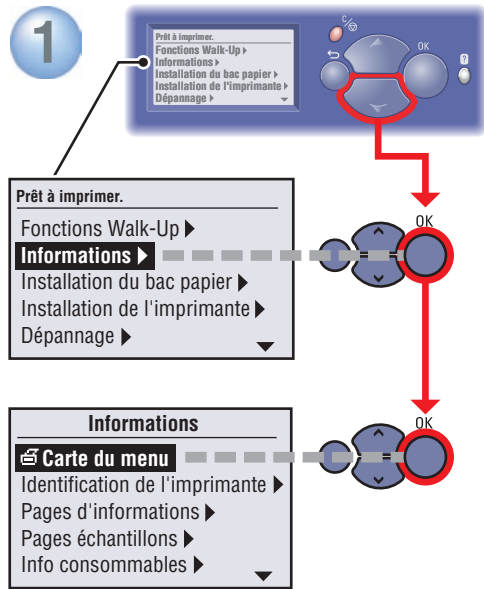 1
Prêt à imprimer.
Fonctions Walk-Up
Informations
Installation du bac papier
Installation de l'imprimante
Dépannage
C/
OK
?
Prêt à imprimer.
Fonctions Walk-Up
Informations
Installation du bac papier
Installation de l'imprimante
Dépannage
OK
Informations
Carte du menu
Identification de l'imprimante
Pages d'informations
Pages échantillons
Info consommables
OK